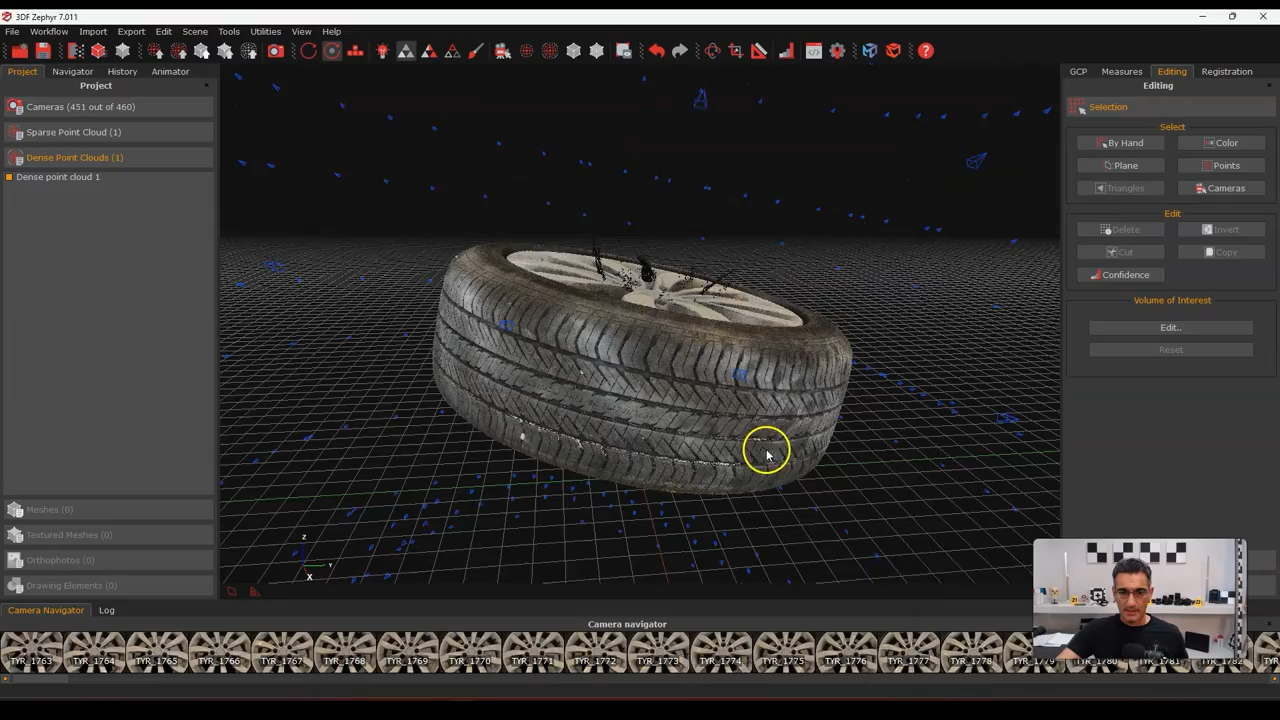 3DF Zephyr 7.011
File Workflow Import Export Edit Scene Tools Utilities View Help
Project Navigator History Animator
Project
Cameras (451 out of 460)
Sparse Point Cloud (1)
Dense Point Clouds (1)
Dense point cloud 1
Meshes (0)
Textured Meshes (0)
Orthophotos (0)
Drawing Elements (0)
z
Y
X
GCP Measures Editing Registration
Editing
Selection
Select
By Hand Color
Plane Points
Triangles Cameras
Edit
Delete Invert
Cut Copy
Confidence
Volume of Interest
Edit..
Reset
Camera Navigator Log
Camera navigator
TYR_1763 TYR_1764 TYR_1765 TYR_1766 TYR_1767 TYR_1768 TYR_1769 TYR_1770 TYR_1771 TYR_1772 TYR_1773 TYR_1774 TYR_1775 TYR_1776 TYR_1777 TYR_1778 TYR_1779 TYR_1780 TYR_1781 TYR_1782